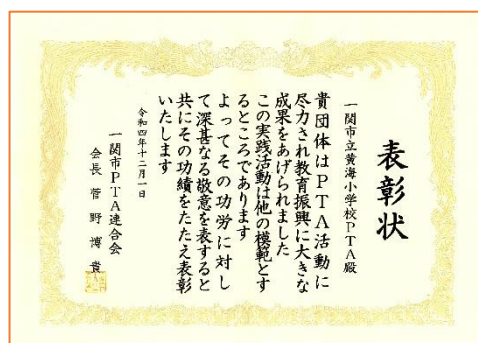 表彰状
一関市立黄海小学校PTA殿
貴団体はPTA活動に
尽力され教育振興に大きな
成果をあげられました
この実践活動は他の模範とす
るところであります
よってその功労に対し
て深甚なる敬意を表すると
共にその功績をたたえ表彰
いたします
令和四年十二月一日
一関市PTA連合会
会長 菅野博貴